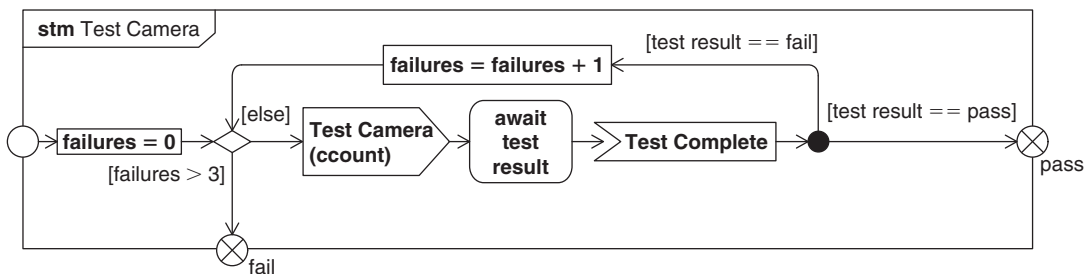 stm Test Camera
[test result == fail]
failures = failures + 1
[test result == pass]
[else]
failures = 0
Test Camera
(ccount)
await
test
result
Test Complete
[failures > 3]
pass
fail